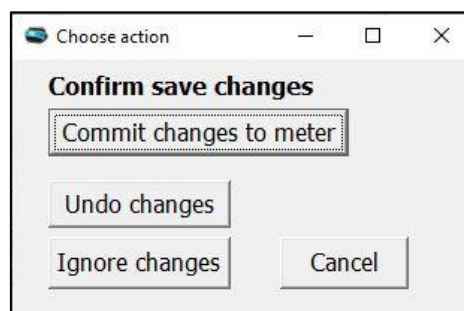 Choose action
Confirm save changes
Commit changes to meter
Undo changes
Ignore changes Cancel